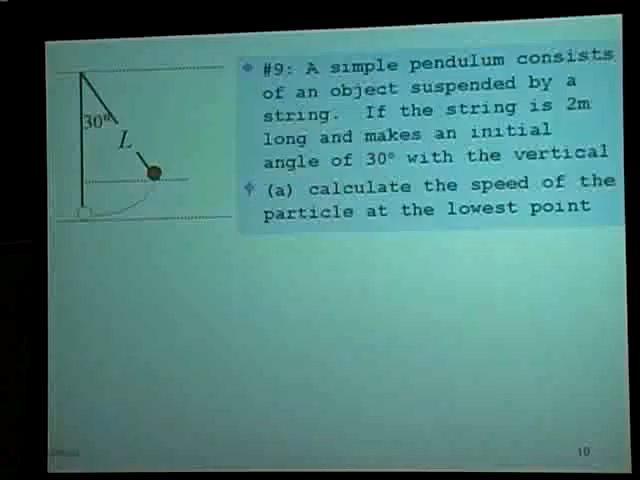 #9: A simple pendulum consists
of an object suspended by a
string. If the string is 2m
long and makes an initial
angle of 30° with the vertical
(a) calculate the speed of the
particle at the lowest point
30°
L
10